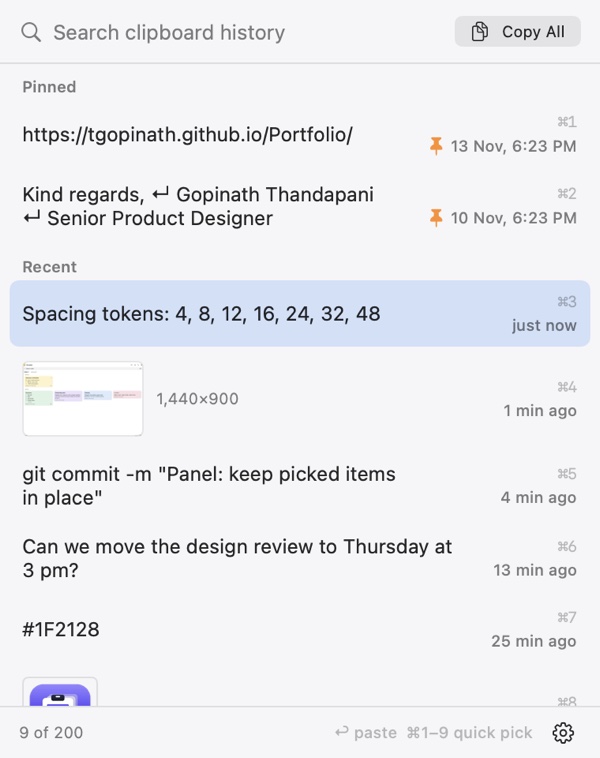 Search clipboard history
Copy All
Pinned
https://tgopinath.github.io/Portfolio/
⌘1
13 Nov, 6:23 PM
Kind regards, ↵ Gopinath Thandapani
↵ Senior Product Designer
⌘2
10 Nov, 6:23 PM
Recent
Spacing tokens: 4, 8, 12, 16, 24, 32, 48
⌘3
just now
1,440×900
⌘4
1 min ago
git commit -m "Panel: keep picked items
in place"
⌘5
4 min ago
Can we move the design review to Thursday at
3 pm?
⌘6
13 min ago
#1F2128
⌘7
25 min ago
⌘8
9 of 200
↩ paste ⌘1–9 quick pick